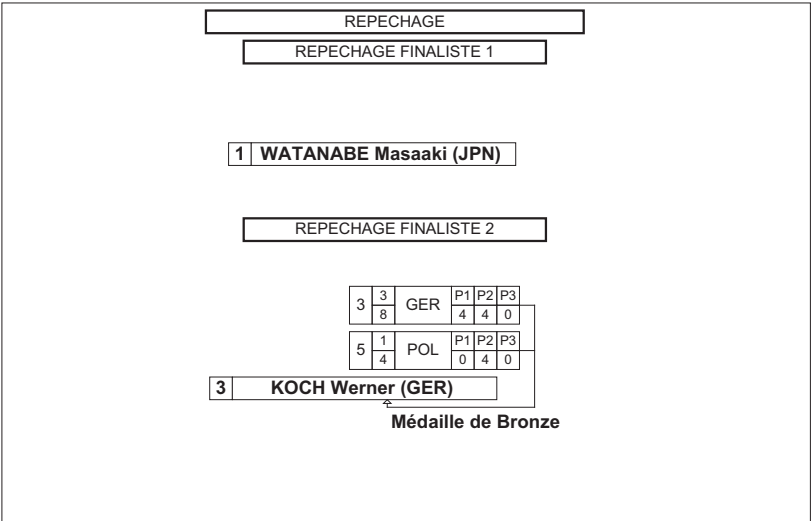 REPECHAGE
REPECHAGE FINALISTE 1
1 WATANABE Masaaki (JPN)
REPECHAGE FINALISTE 2
3 3 GER P1 P2 P3
8 4 4 0
5 1 POL P1 P2 P3
4 0 4 0
3 KOCH Werner (GER)
Médaille de Bronze